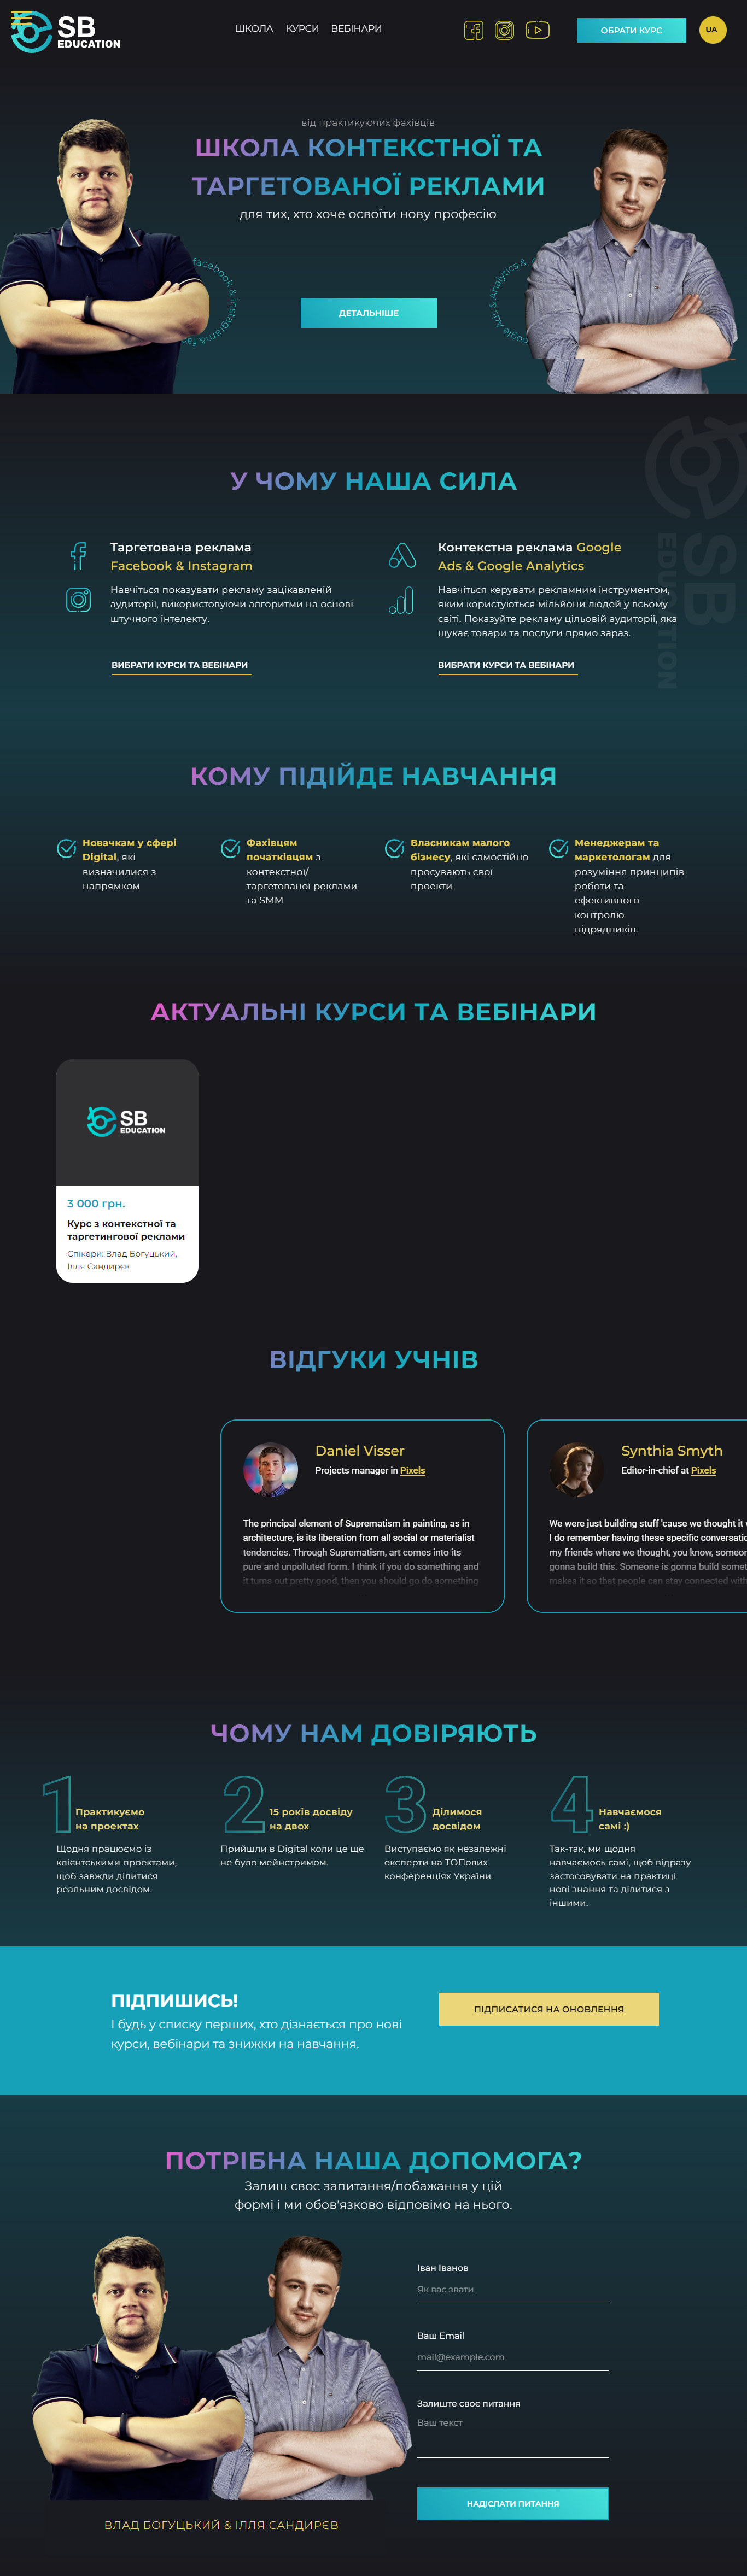 SB
EDUCATION
ШКОЛА КУРСИ ВЕБІНАРИ
ОБРАТИ КУРС
UA
від практикуючих фахівців
ШКОЛА КОНТЕКСТНОЇ ТА
ТАРГЕТОВАНОЇ РЕКЛАМИ
для тих, хто хоче освоїти нову професію
facebook & instagram &
Analytics &
Ads &
ДЕТАЛЬНІШЕ
У ЧОМУ НАША СИЛА
SB
EDUCATION
Таргетована реклама
Facebook & Instagram
Навчіться показувати рекламу зацікавленій
аудиторії, використовуючи алгоритми на основі
штучного інтелекту.
ВИБРАТИ КУРСИ ТА ВЕБІНАРИ
Контекстна реклама Google
Ads & Google Analytics
Навчіться керувати рекламним інструментом,
яким користуються мільйони людей у всьому
світі. Показуйте рекламу цільовій аудиторії, яка
шукає товари та послуги прямо зараз.
ВИБРАТИ КУРСИ ТА ВЕБІНАРИ
КОМУ ПІДІЙДЕ НАВЧАННЯ
Новачкам у сфері
Digital, які
визначилися з
напрямком
Фахівцям
початківцям з
контекстної/
таргетованої реклами
та SMM
Власникам малого
бізнесу, які самостійно
просувають свої
проекти
Менеджерам та
маркетологам для
розуміння принципів
роботи та
ефективного
контролю
підрядників.
АКТУАЛЬНІ КУРСИ ТА ВЕБІНАРИ
SB
EDUCATION
3 000 грн.
Курс з контекстної та
таргетингової реклами
Спікери: Влад Богуцький,
Ілля Сандирєв
ВІДГУКИ УЧНІВ
Daniel Visser
Projects manager in Pixels
The principal element of Suprematism in painting, as in
architecture, is its liberation from all social or materialist
tendencies. Through Suprematism, art comes into its
pure and unpolluted form. I think if you do something and
it turns out pretty good, then you should go do something
Synthia Smyth
Editor-in-chief at Pixels
We were just building stuff 'cause we thought it
I do remember having these specific
my friends where we thought, you know,
gonna build this. Someone is gonna build
makes it so that people can stay connected with
ЧОМУ НАМ ДОВІРЯЮТЬ
1
Практикуємо
на проектах
Щодня працюємо із
клієнтськими проектами,
щоб завжди ділитися
реальним досвідом.
2
15 років досвіду
на двох
Прийшли в Digital коли це ще
не було мейнстримом.
3
Ділимося
досвідом
Виступаємо як незалежні
експерти на ТОПових
конференціях України.
4
Навчаємося
самі :)
Так-так, ми щодня
навчаємось самі, щоб відразу
застосовувати на практиці
нові знання та ділитися з
іншими.
ПІДПИШИСЬ!
І будь у списку перших, хто дізнається про нові
курси, вебінари та знижки на навчання.
ПІДПИСАТИСЯ НА ОНОВЛЕННЯ
ПОТРІБНА НАША ДОПОМОГА?
Залиш своє запитання/побажання у цій
формі і ми обов'язково відповімо на нього.
Іван Іванов
Як вас звати
Ваш Email
mail@example.com
Залиште своє питання
Ваш текст
НАДІСЛАТИ ПИТАННЯ
ВЛАД БОГУЦЬКИЙ & ІЛЛЯ САНДИРЄВ